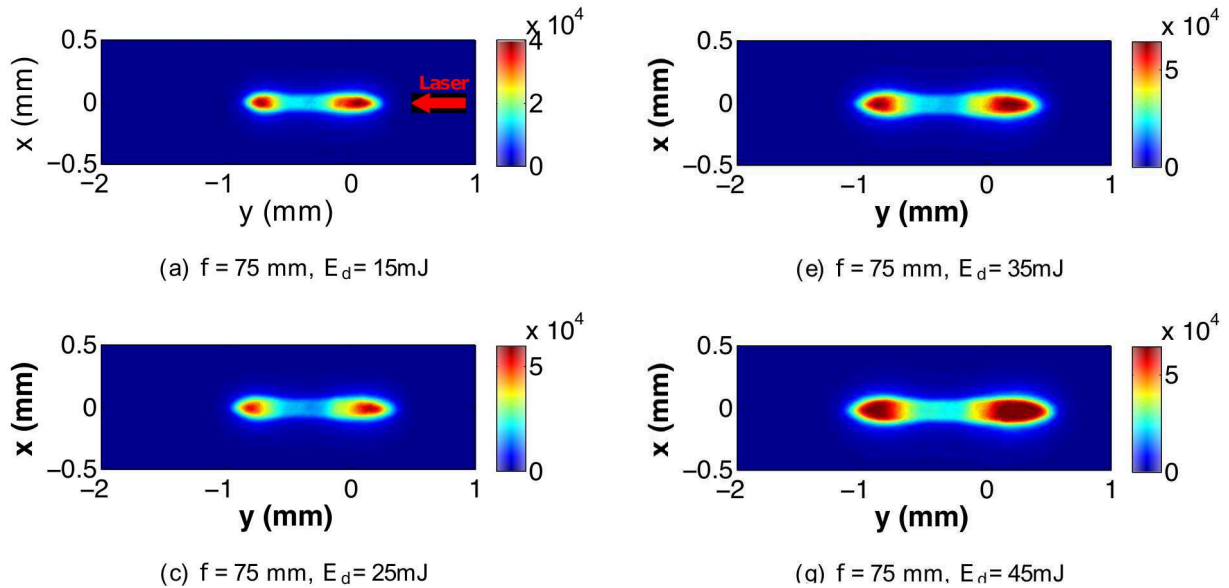 x 10^4
0.5
0
−0.5
x (mm)
Laser
4
2
0
−2
−1
0
1
y (mm)
(a) f = 75 mm, E_d = 15mJ
x 10^4
0.5
0
−0.5
x (mm)
5
0
−2
−1
0
1
y (mm)
(e) f = 75 mm, E_d = 35mJ
x 10^4
0.5
0
−0.5
x (mm)
5
0
−2
−1
0
1
y (mm)
(c) f = 75 mm, E_d = 25mJ
x 10^4
0.5
0
−0.5
x (mm)
5
0
−2
−1
0
1
y (mm)
(g) f = 75 mm, E_d = 45mJ